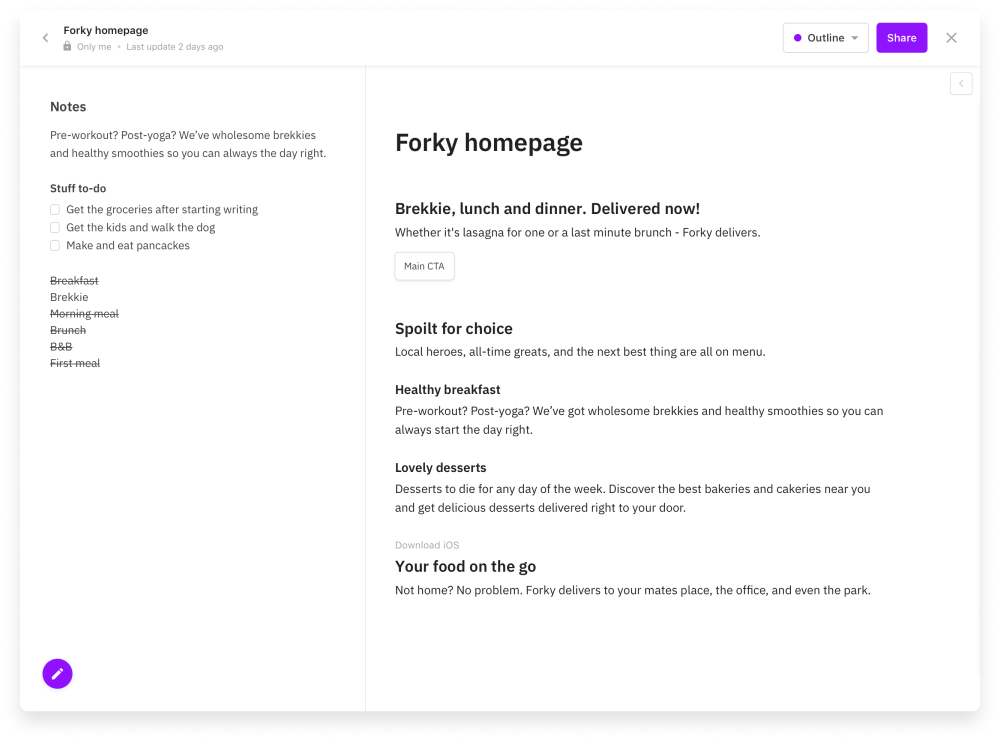 Forky homepage
Only me • Last update 2 days ago
Outline
Share
Notes
Pre-workout? Post-yoga? We’ve wholesome brekkies
and healthy smoothies so you can always the day right.
Stuff to-do
Get the groceries after starting writing
Get the kids and walk the dog
Make and eat pancackes
Breakfast
Brekkie
Morning meal
Brunch
B&B
First meal
Forky homepage
Brekkie, lunch and dinner. Delivered now!
Whether it's lasagna for one or a last minute brunch - Forky delivers.
Main CTA
Spoilt for choice
Local heroes, all-time greats, and the next best thing are all on menu.
Healthy breakfast
Pre-workout? Post-yoga? We’ve got wholesome brekkies and healthy smoothies so you can
always start the day right.
Lovely desserts
Desserts to die for any day of the week. Discover the best bakeries and cakeries near you
and get delicious desserts delivered right to your door.
Download iOS
Your food on the go
Not home? No problem. Forky delivers to your mates place, the office, and even the park.